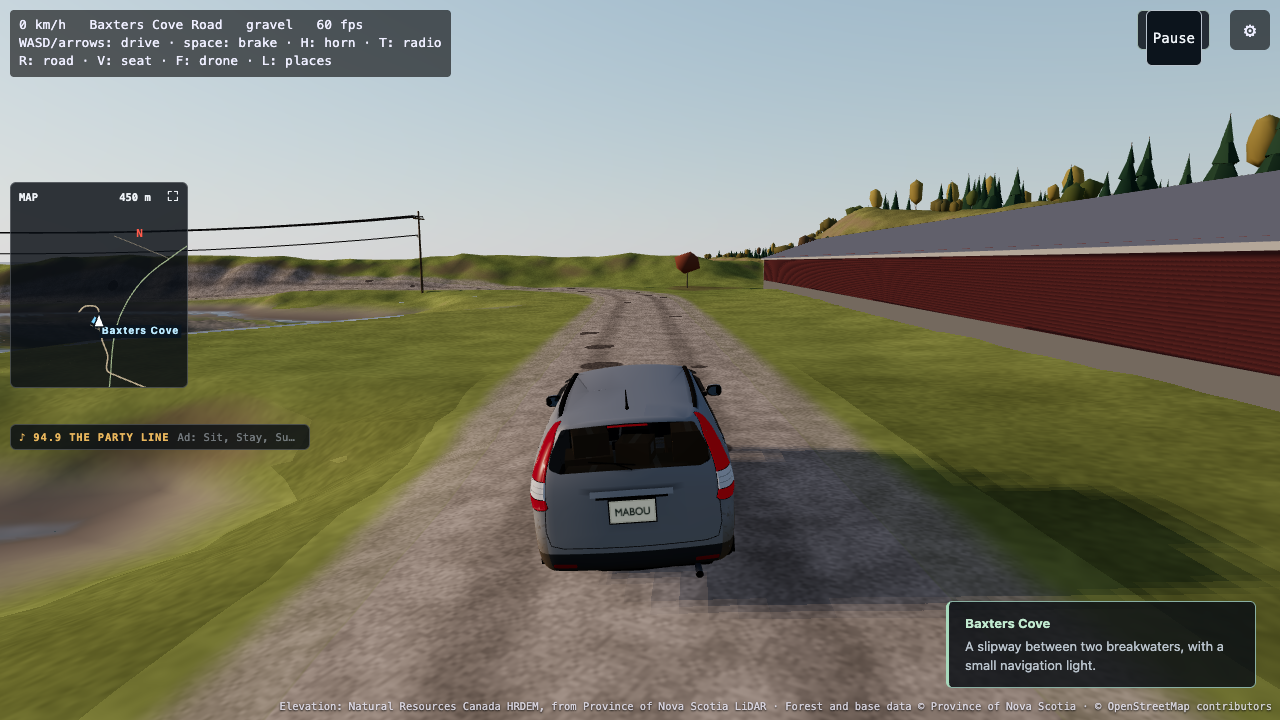 0 km/h Baxters Cove Road gravel 60 fps
WASD/arrows: drive · space: brake · H: horn · T: radio
R: road · V: seat · F: drone · L: places
Pause
MAP 450 m
N
Baxters Cove
♪ 94.9 THE PARTY LINE Ad: Sit, Stay, Su…
MABOU
Baxters Cove
A slipway between two breakwaters, with a
small navigation light.
Elevation: Natural Resources Canada HRDEM, from Province of Nova Scotia LiDAR · Forest and base data © Province of Nova Scotia · © OpenStreetMap contributors